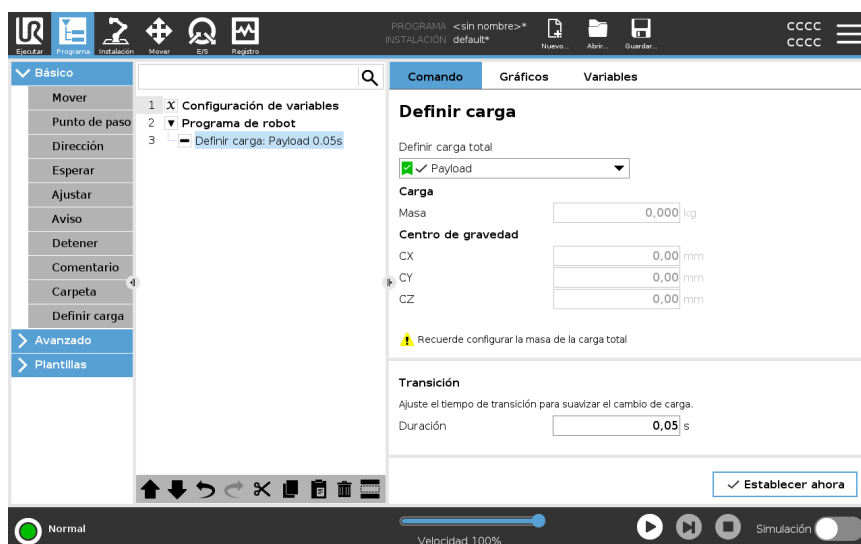 UR
PROGRAMA <sin nombre>*
INSTALACIÓN default*
Ejecutar Programa Instalación Mover E/S Registro
Nuevo... Abrir... Guardar...
CCCC
CCCC
Básico
Mover
Punto de paso
Dirección
Esperar
Ajustar
Aviso
Detener
Comentario
Carpeta
Definir carga
Avanzado
Plantillas
1 X Configuración de variables
2 Programa de robot
3 Definir carga: Payload 0.05s
Comando Gráficos Variables
Definir carga
Definir carga total
Payload
Carga
Masa 0,000 kg
Centro de gravedad
CX 0,00 mm
CY 0,00 mm
CZ 0,00 mm
Recuerde configurar la masa de la carga total
Transición
Ajuste el tiempo de transición para suavizar el cambio de carga.
Duración 0,05 s
Establecer ahora
Normal
Velocidad 100%
Simulación